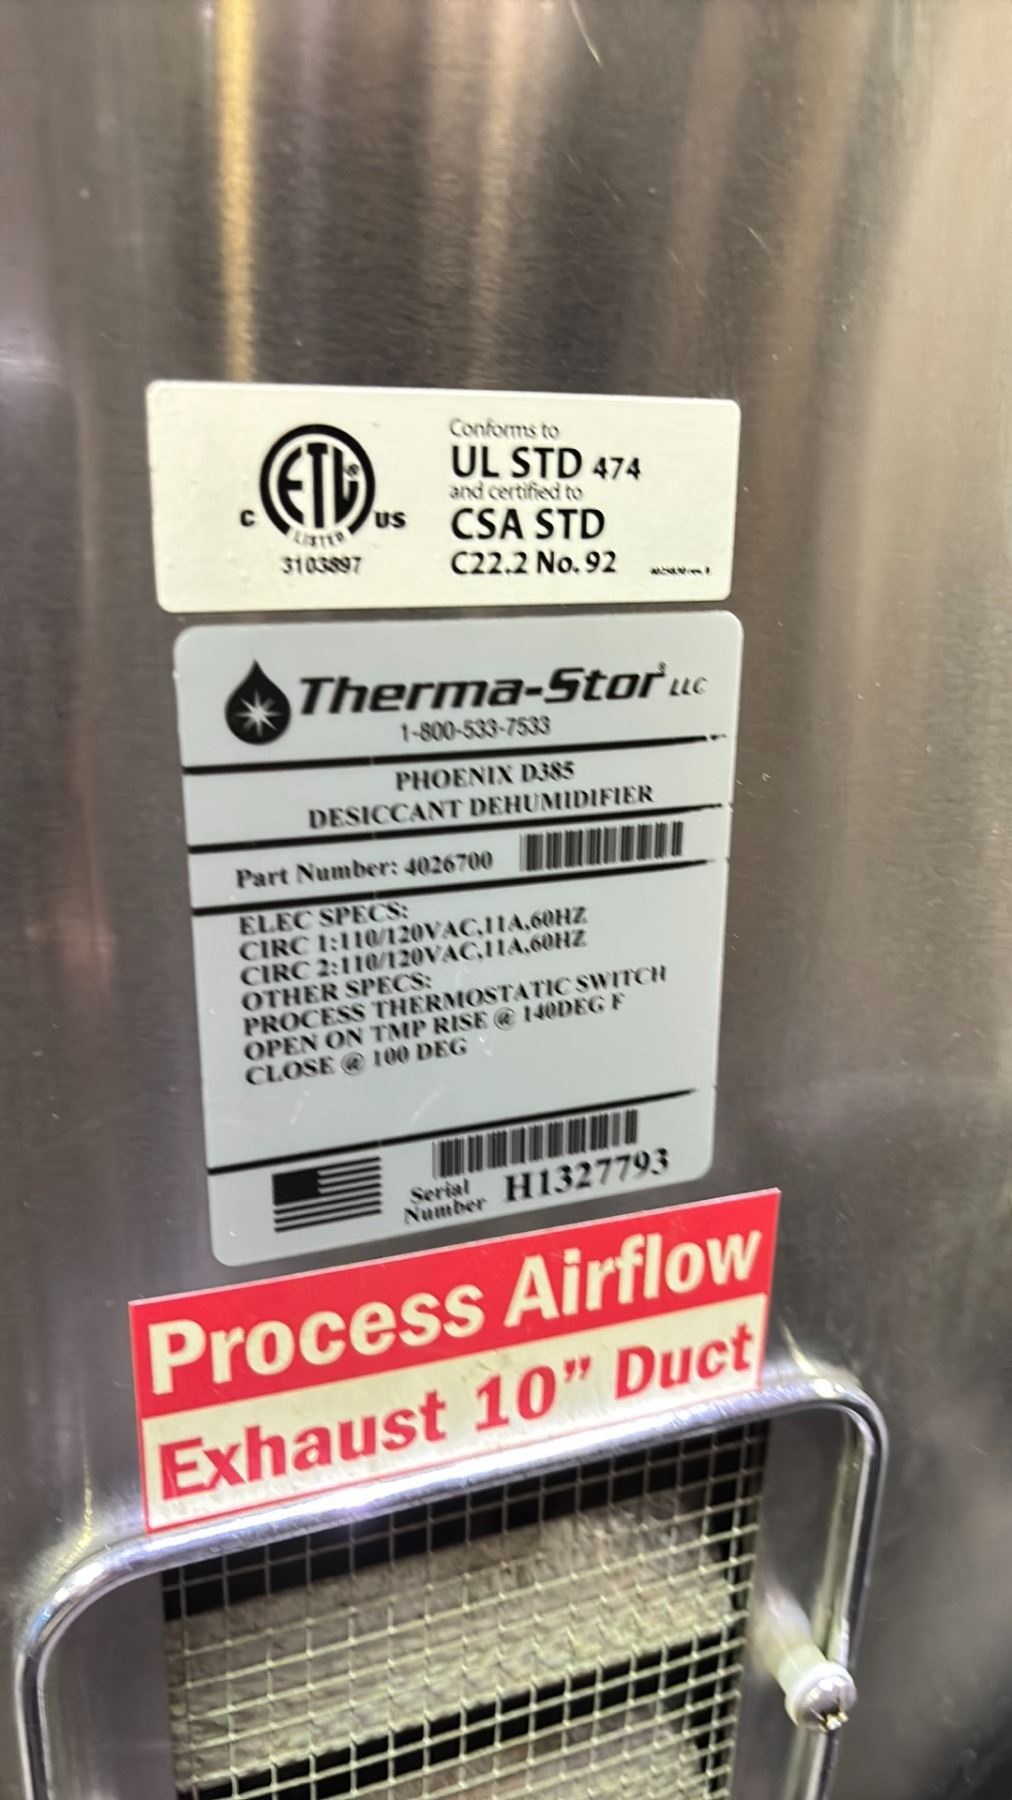 Conforms to
UL STD 474
and certified to
CSA STD
C22.2 No. 92
C ETL® US
LISTED
3103897
Therma-Stor® LLC
1-800-533-7533
PHOENIX D385
DESICCANT DEHUMIDIFIER
Part Number: 4026700
ELEC SPECS:
CIRC 1:110/120VAC,11A,60HZ
CIRC 2:110/120VAC,11A,60HZ
OTHER SPECS:
PROCESS THERMOSTATIC SWITCH
OPEN ON TMP RISE @ 140DEG F
CLOSE @ 100 DEG
Serial
Number H1327793
Process Airflow
Exhaust 10” Duct